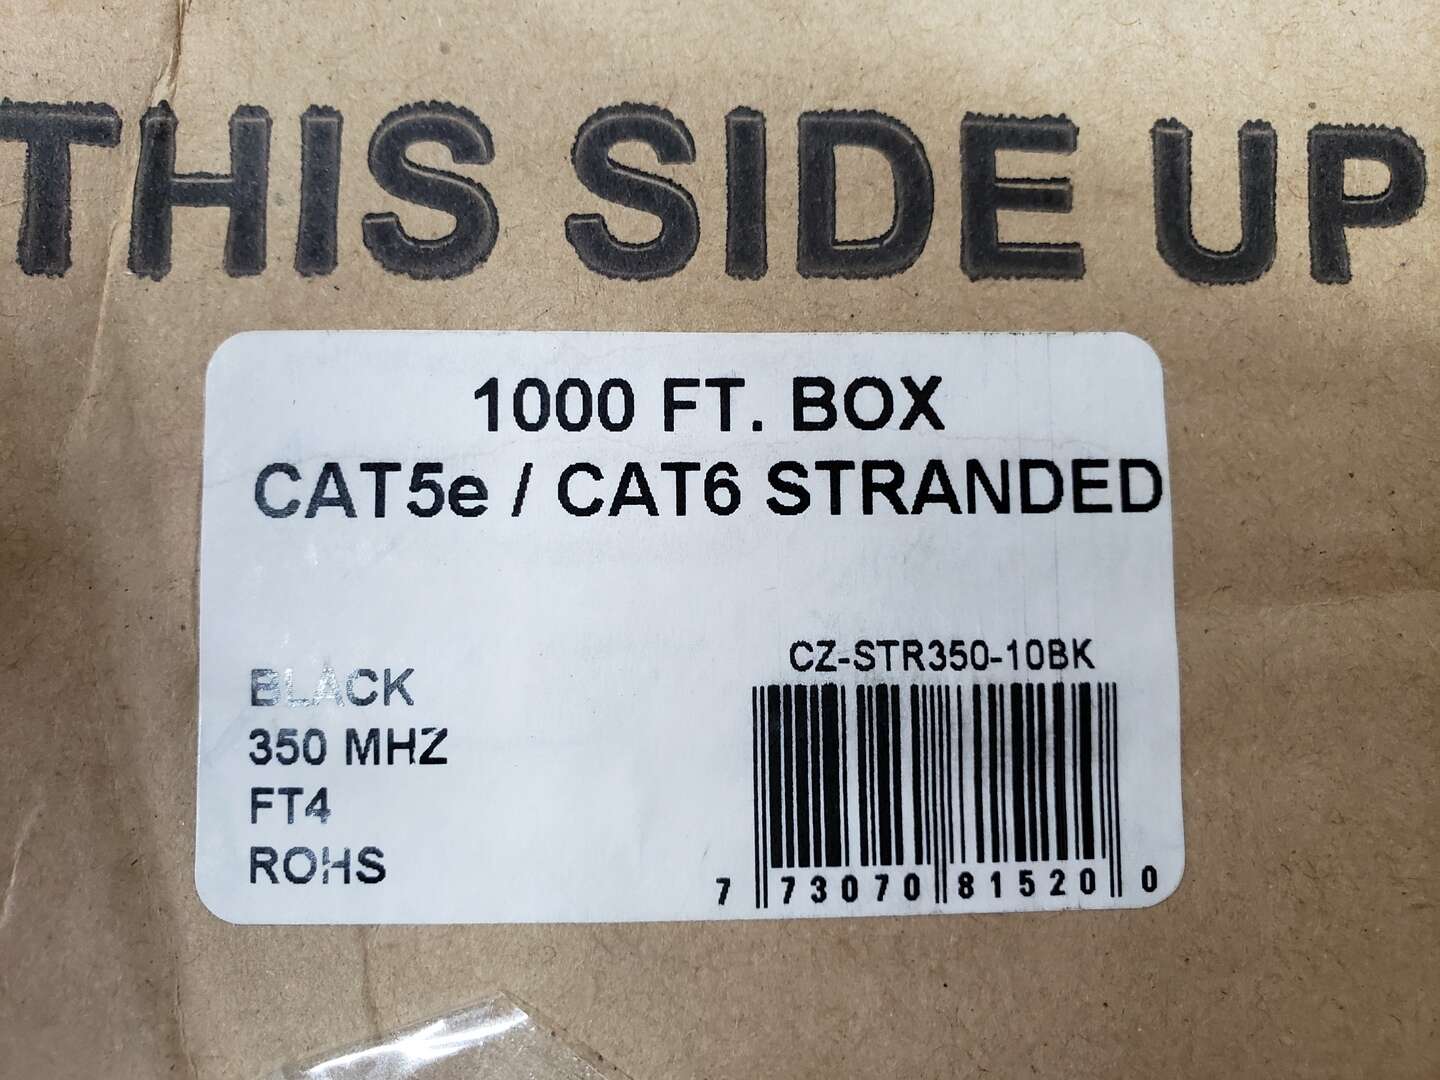 THIS SIDE UP
1000 FT. BOX
CAT5e / CAT6 STRANDED
CZ-STR350-10BK
BLACK
350 MHZ
FT4
ROHS
7 73070 81520 0